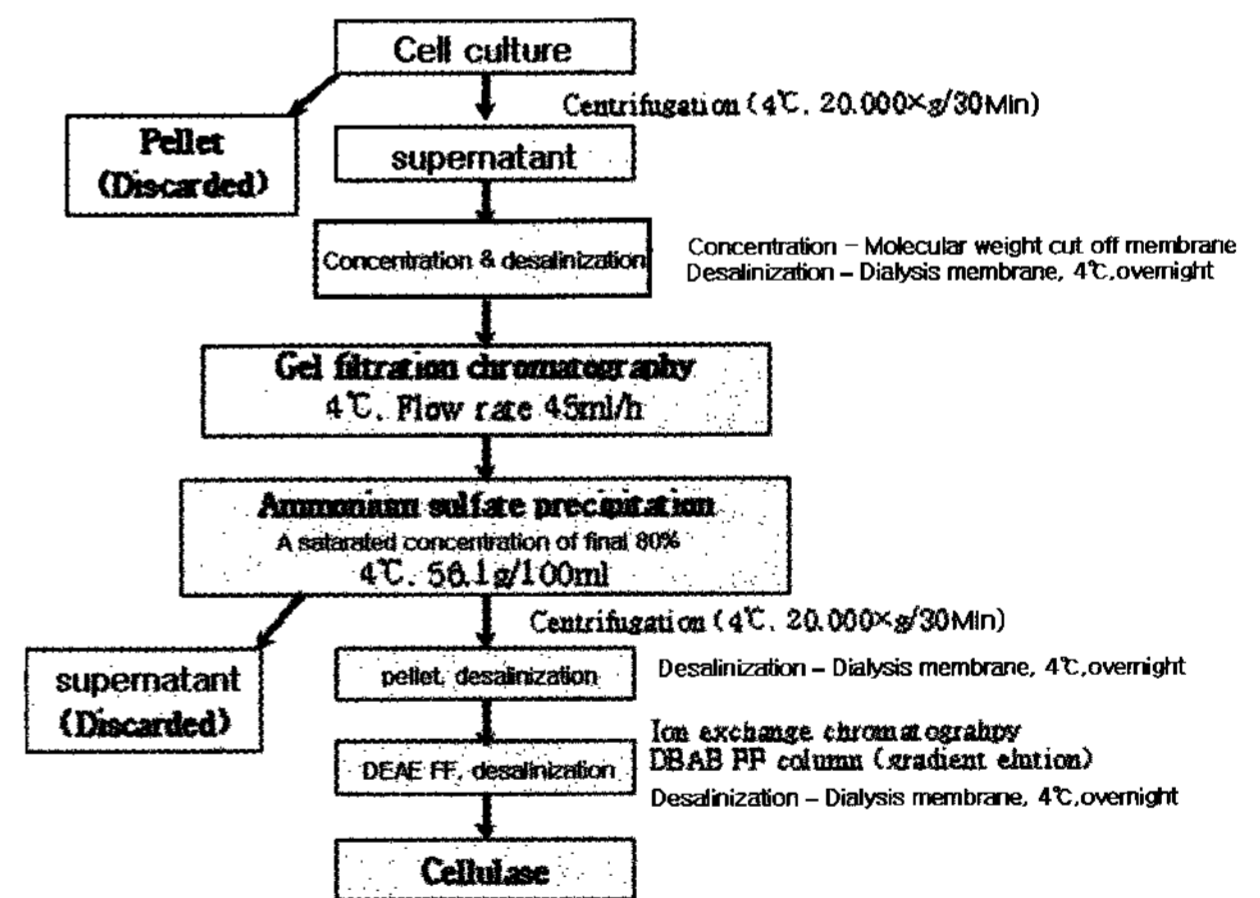 Cell culture
Centrifugation (4℃. 20.000×g/30Min)
Pellet
(Discarded)
supernatant
Concentration & desalinization
Concentration – Molecular weight cut off membrane
Desalinization – Dialysis membrane, 4℃,overnight
Gel filtration chromatography
4℃. Flow rate 45ml/h
Ammonium sulfate precipitation
A satarated concentration of final 80%
4℃. 56.1g/100ml
Centrifugation (4℃. 20.000×g/30Min)
supernatant
(Discarded)
pellet, desalinization
Desalinization – Dialysis membrane, 4℃,overnight
Ion exchange chromatograhpy
DEAE FF, desalinization
DBAB FF column (gradient elution)
Desalinization – Dialysis membrane, 4℃,overnight
Cellulase